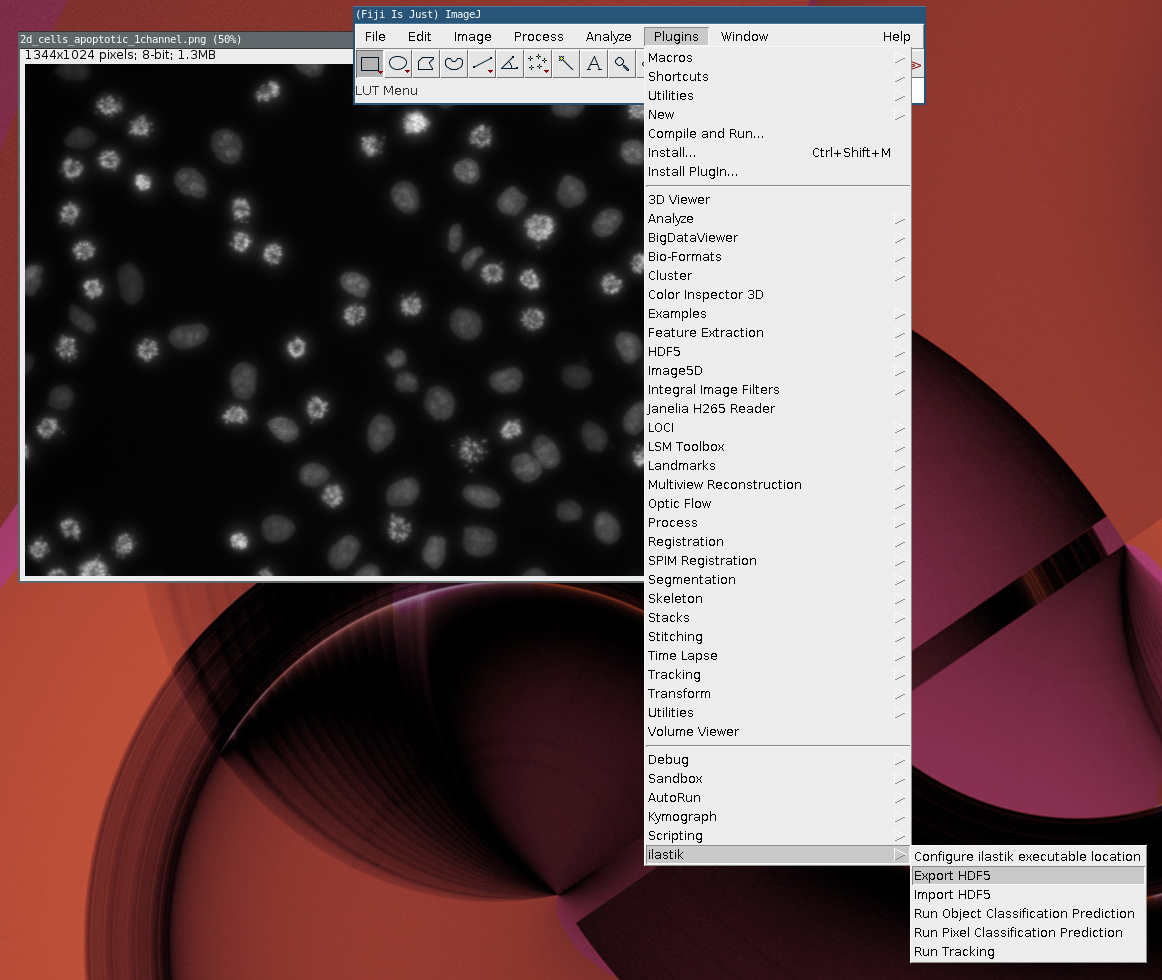 (Fiji Is Just) ImageJ
2d_cells_apoptotic_1channel.png (50%)
File Edit Image Process Analyze Plugins Window Help
1344x1024 pixels; 8-bit; 1.3MB
A
LUT Menu
Macros
Shortcuts
Utilities
New
Compile and Run...
Install... Ctrl+Shift+M
Install PlugIn...
3D Viewer
Analyze
BigDataViewer
Bio-Formats
Cluster
Color Inspector 3D
Examples
Feature Extraction
HDF5
Image5D
Integral Image Filters
Janelia H265 Reader
LOCI
LSM Toolbox
Landmarks
Multiview Reconstruction
Optic Flow
Process
Registration
SPIM Registration
Segmentation
Skeleton
Stacks
Stitching
Time Lapse
Tracking
Transform
Utilities
Volume Viewer
Debug
Sandbox
AutoRun
Kymograph
Scripting
ilastik
Configure ilastik executable location
Export HDF5
Import HDF5
Run Object Classification Prediction
Run Pixel Classification Prediction
Run Tracking